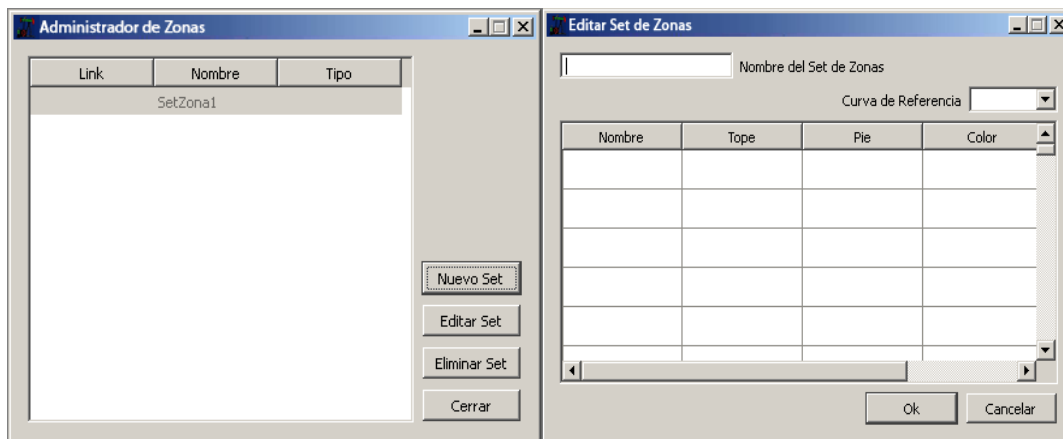 Administrador de Zonas
Link Nombre Tipo
SetZona1
Nuevo Set
Editar Set
Eliminar Set
Cerrar
Editar Set de Zonas
Nombre del Set de Zonas
Curva de Referencia
Nombre Tope Pie Color
Ok Cancelar